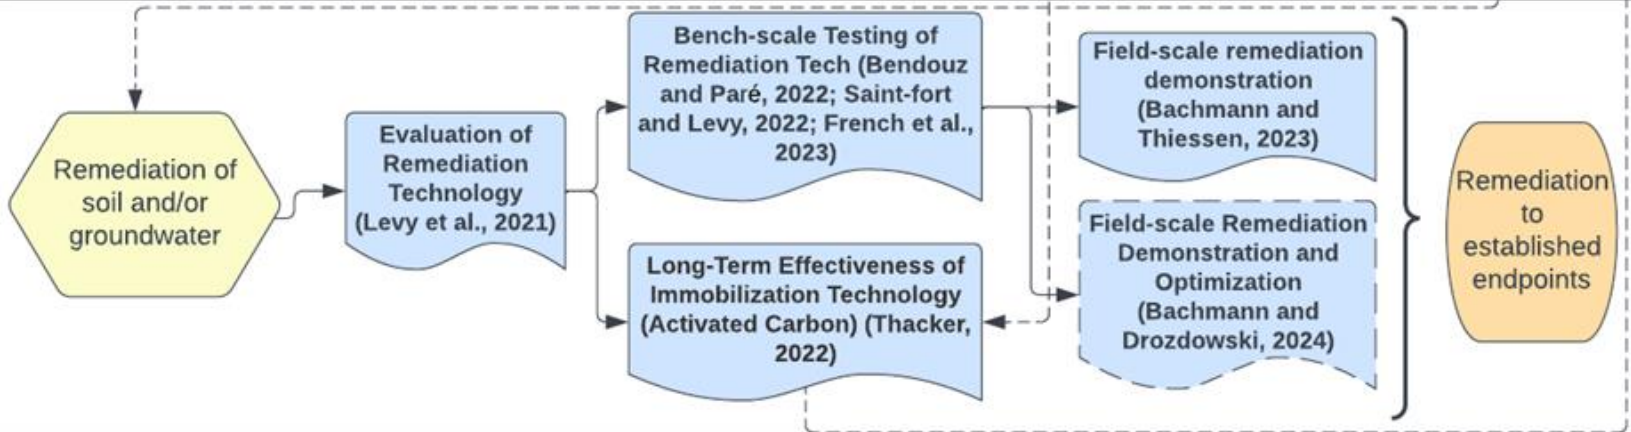 Remediation of
soil and/or
groundwater
Evaluation of
Remediation
Technology
(Levy et al., 2021)
Bench-scale Testing of
Remediation Tech (Bendouz
and Paré, 2022; Saint-fort
and Levy, 2022; French et al.,
2023)
Long-Term Effectiveness of
Immobilization Technology
(Activated Carbon) (Thacker,
2022)
Field-scale remediation
demonstration
(Bachmann and
Thiessen, 2023)
Field-scale Remediation
Demonstration and
Optimization
(Bachmann and
Drozdowski, 2024)
Remediation
to
established
endpoints